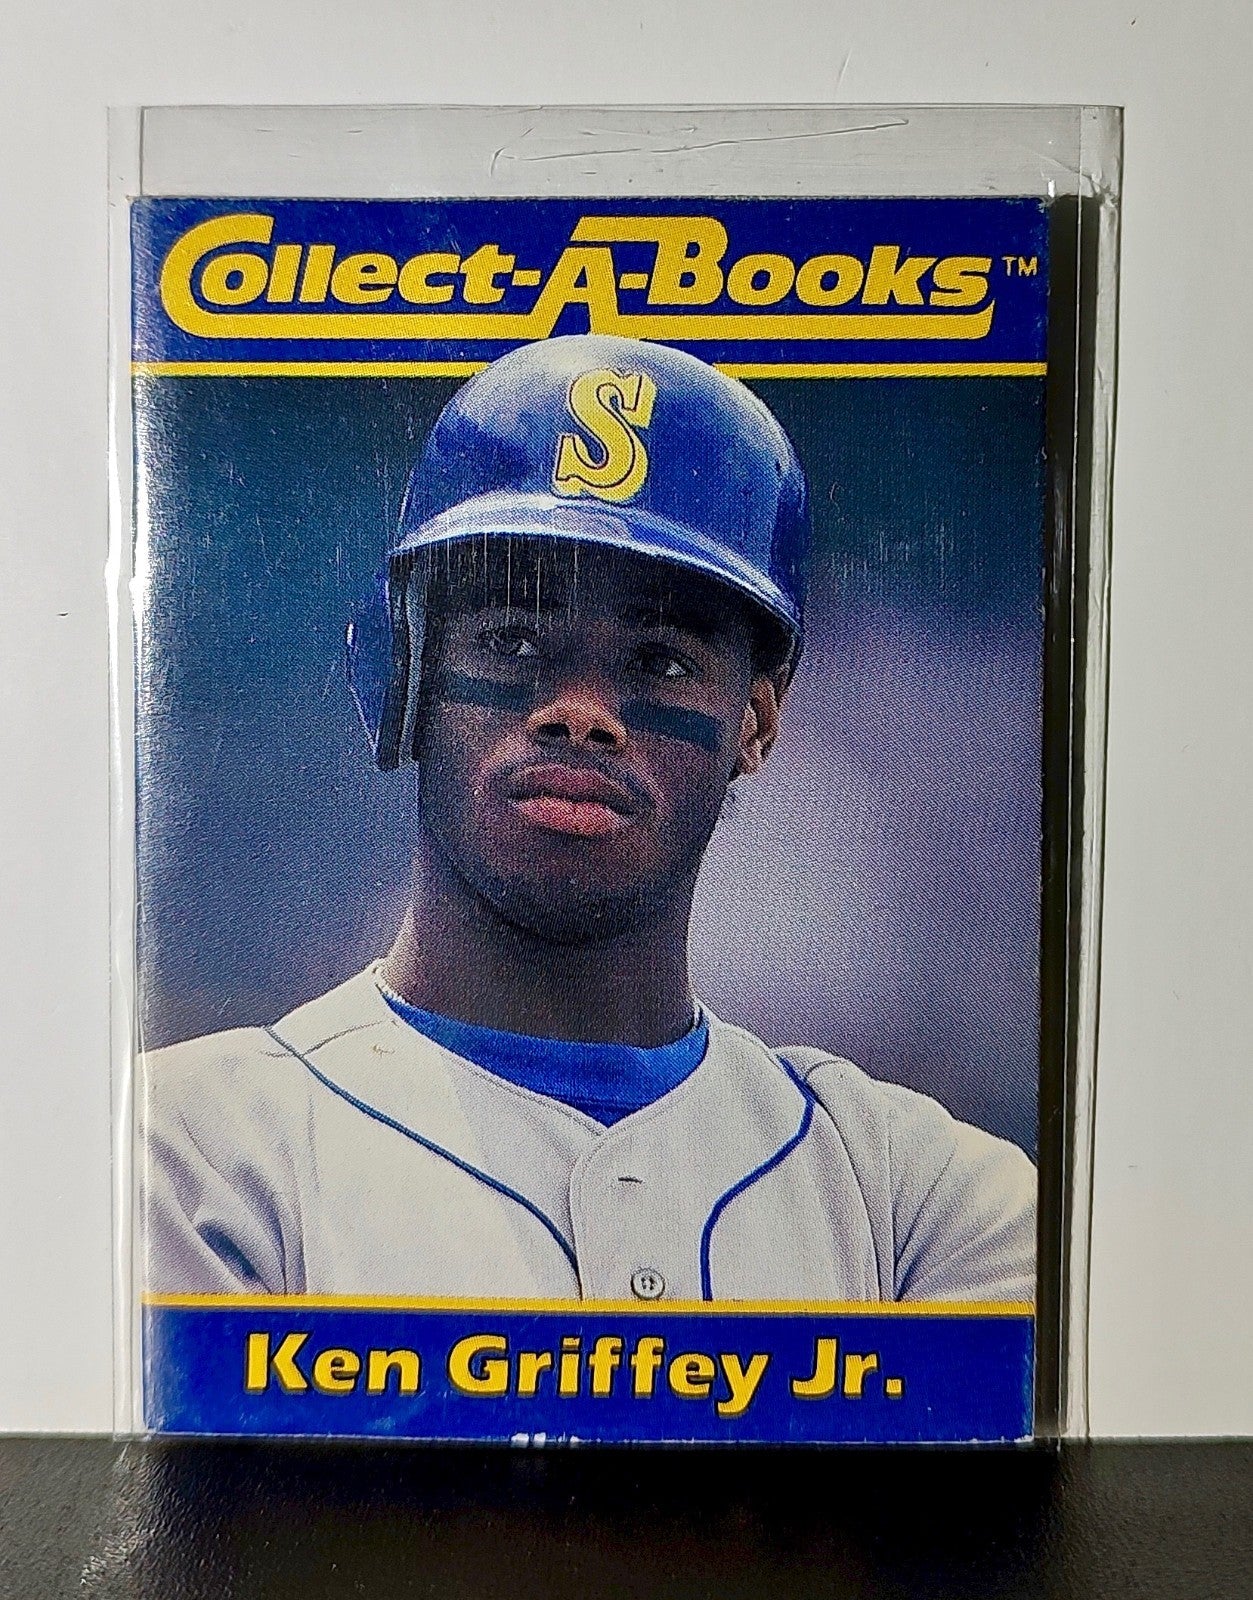 Collect-A-Books™
S
Ken Griffey Jr.